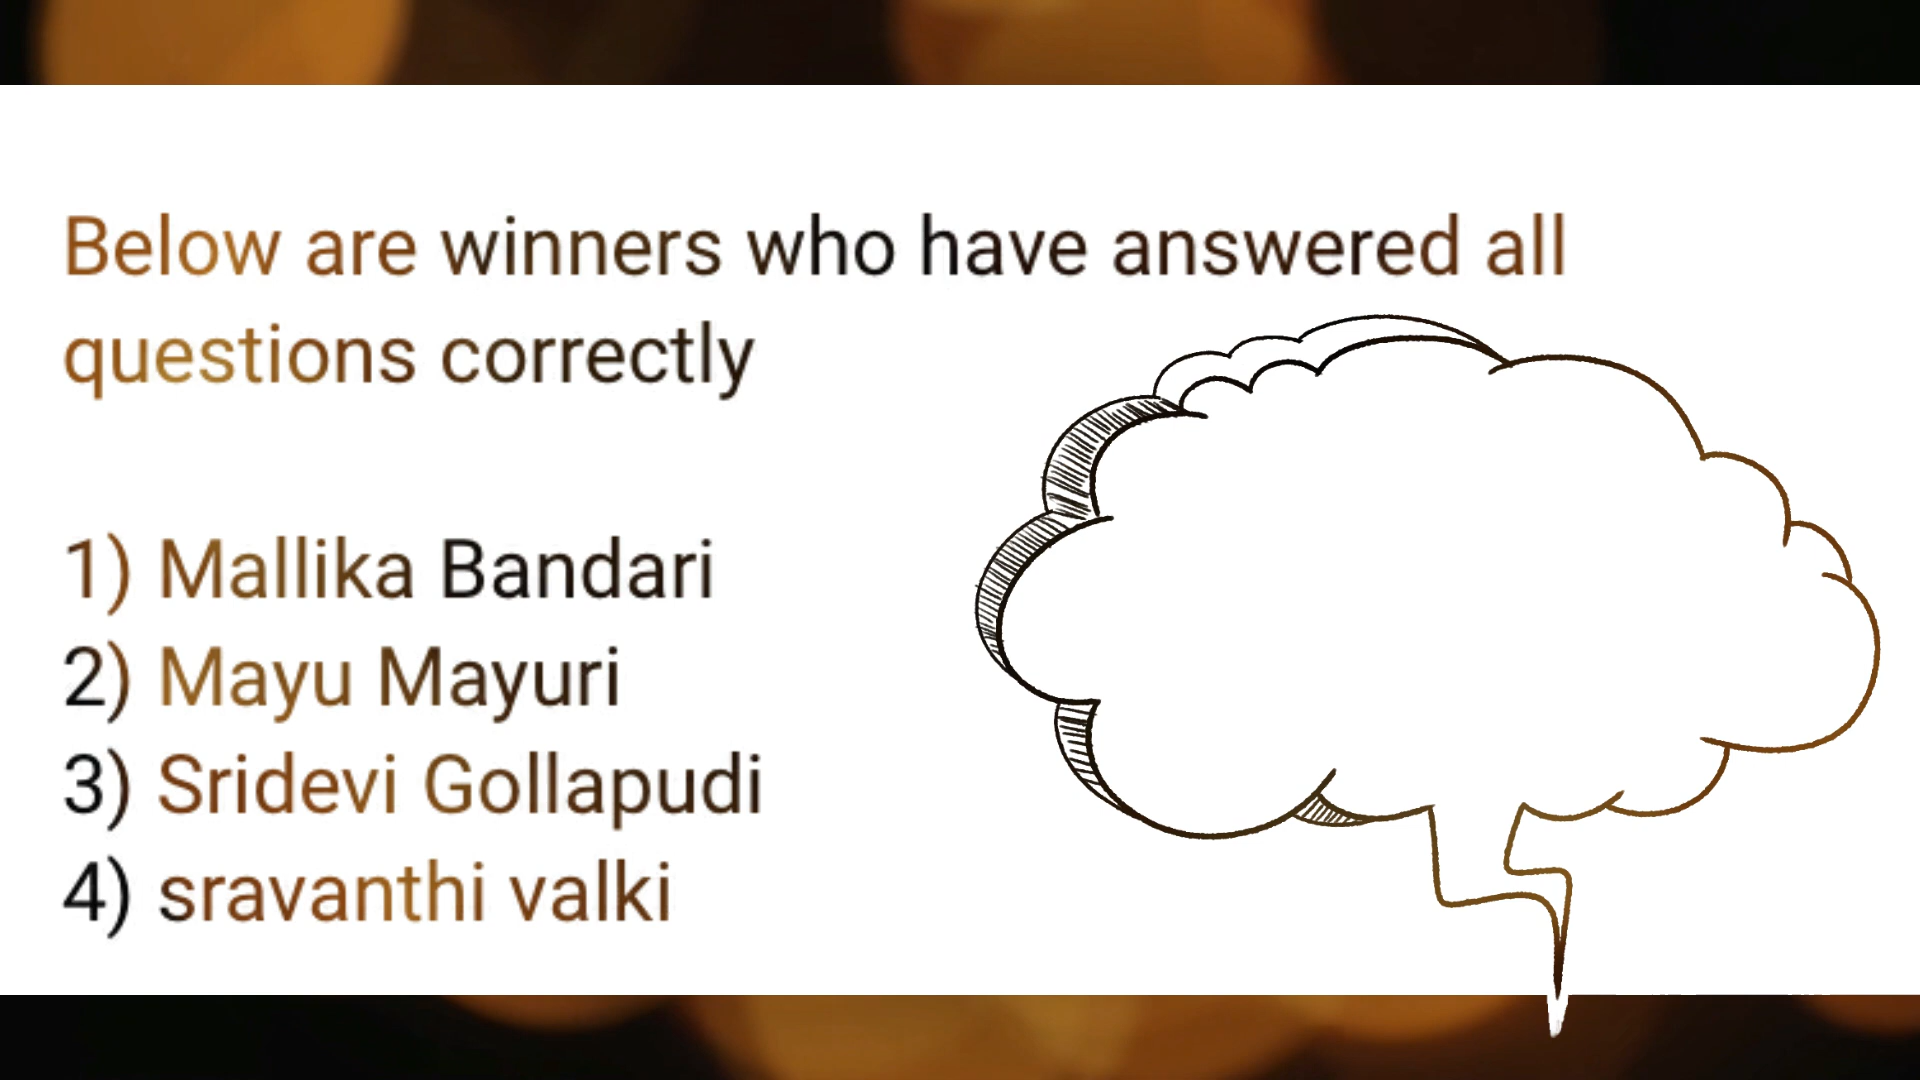 Below are winners who have answered all
questions correctly
1) Mallika Bandari
2) Mayu Mayuri
3) Sridevi Gollapudi
4) sravanthi valki